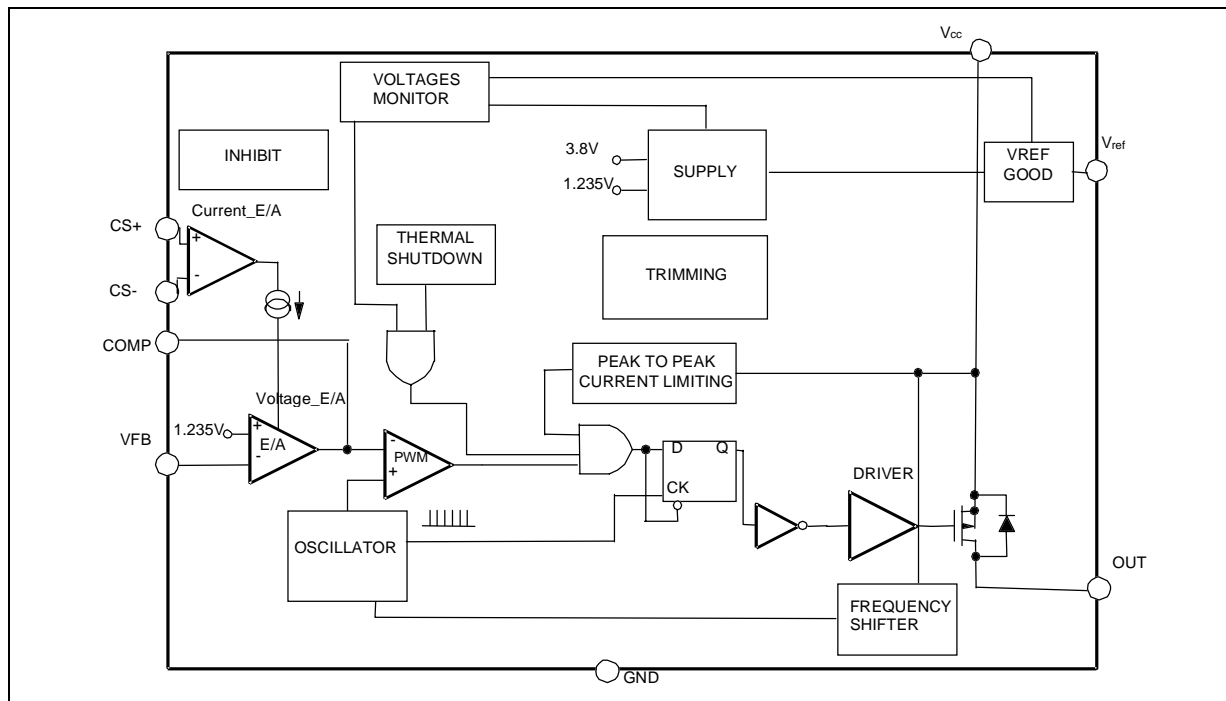 Vcc
VOLTAGES
MONITOR
INHIBIT
3.8V
1.235V
SUPPLY
VREF
GOOD
Vref
Current_E/A
CS+
+
-
CS-
THERMAL
SHUTDOWN
TRIMMING
COMP
PEAK TO PEAK
CURRENT LIMITING
Voltage_E/A
1.235V
VFB
+
E/A
-
-
PWM
+
D
Q
CK
DRIVER
OSCILLATOR
OUT
FREQUENCY
SHIFTER
GND